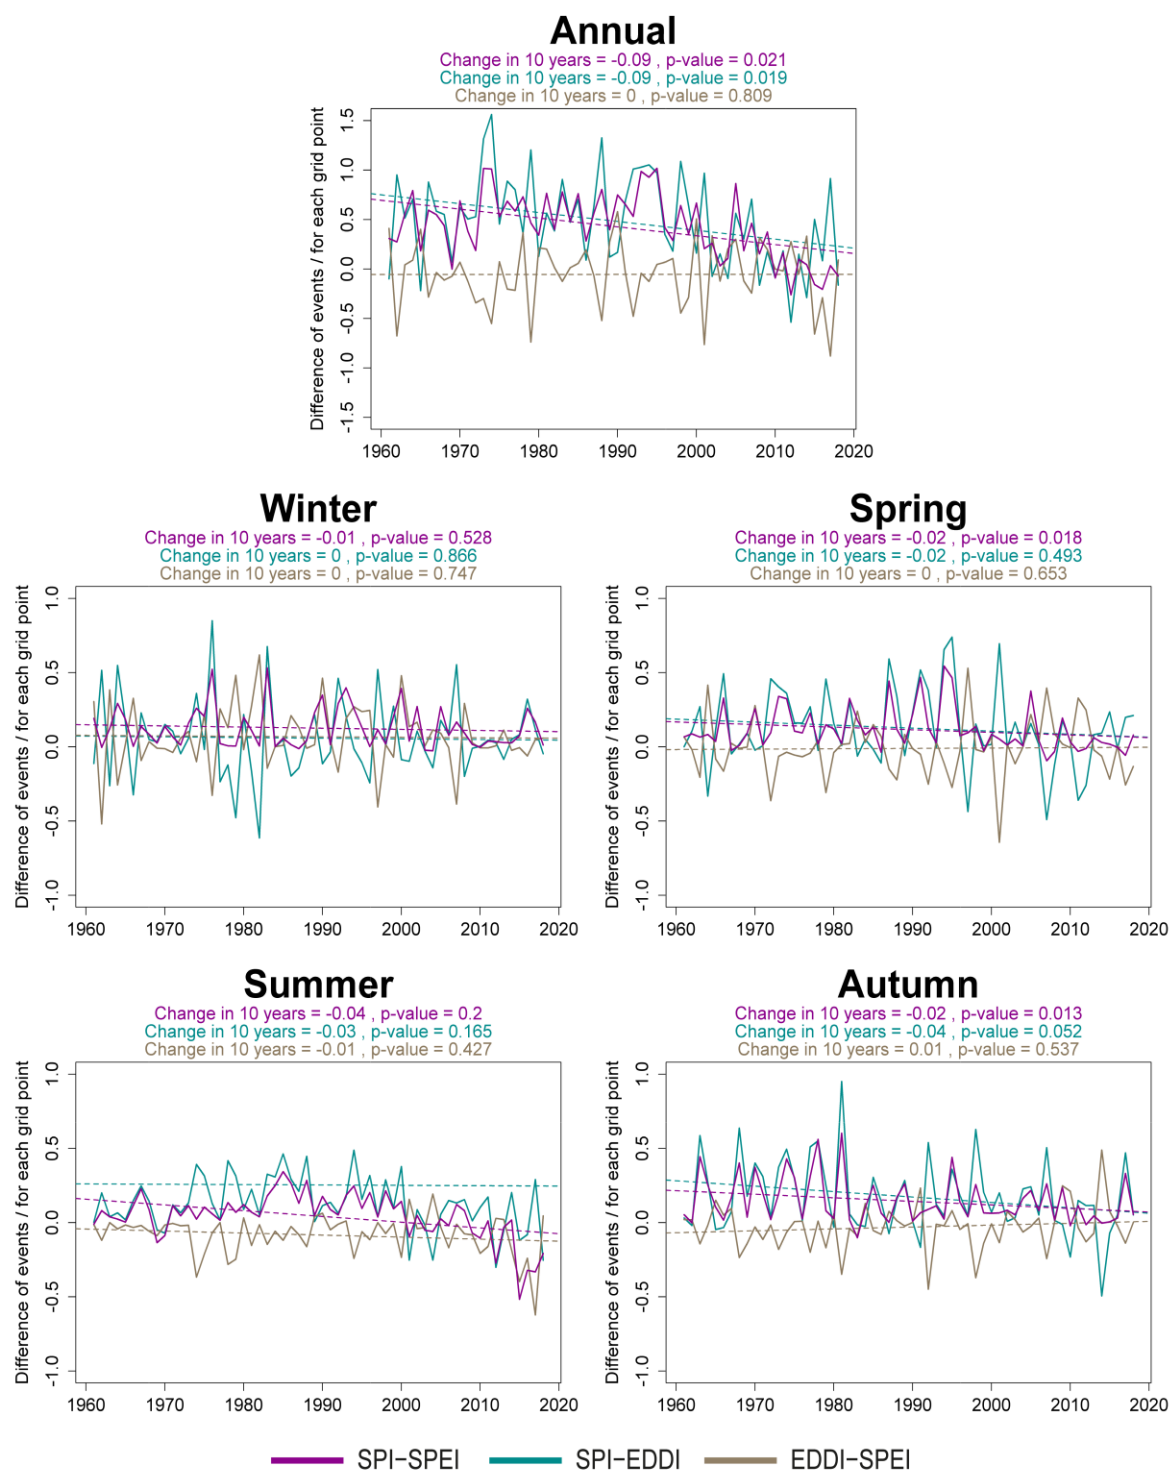 Annual
Change in 10 years = -0.09 , p-value = 0.021
Change in 10 years = -0.09 , p-value = 0.019
Change in 10 years = 0 , p-value = 0.809
Difference of events / for each grid point
1.5
1.0
0.5
0.0
-0.5
-1.0
-1.5
1960 1970 1980 1990 2000 2010 2020
Winter
Change in 10 years = -0.01 , p-value = 0.528
Change in 10 years = 0 , p-value = 0.866
Change in 10 years = 0 , p-value = 0.747
Difference of events / for each grid point
1.0
0.5
0.0
-0.5
-1.0
1960 1970 1980 1990 2000 2010 2020
Spring
Change in 10 years = -0.02 , p-value = 0.018
Change in 10 years = -0.02 , p-value = 0.493
Change in 10 years = 0 , p-value = 0.653
Difference of events / for each grid point
1.0
0.5
0.0
-0.5
-1.0
1960 1970 1980 1990 2000 2010 2020
Summer
Change in 10 years = -0.04 , p-value = 0.2
Change in 10 years = -0.03 , p-value = 0.165
Change in 10 years = -0.01 , p-value = 0.427
Difference of events / for each grid point
1.0
0.5
0.0
-0.5
-1.0
1960 1970 1980 1990 2000 2010 2020
Autumn
Change in 10 years = -0.02 , p-value = 0.013
Change in 10 years = -0.04 , p-value = 0.052
Change in 10 years = 0.01 , p-value = 0.537
Difference of events / for each grid point
1.0
0.5
0.0
-0.5
-1.0
1960 1970 1980 1990 2000 2010 2020
SPI−SPEI SPI−EDDI EDDI−SPEI